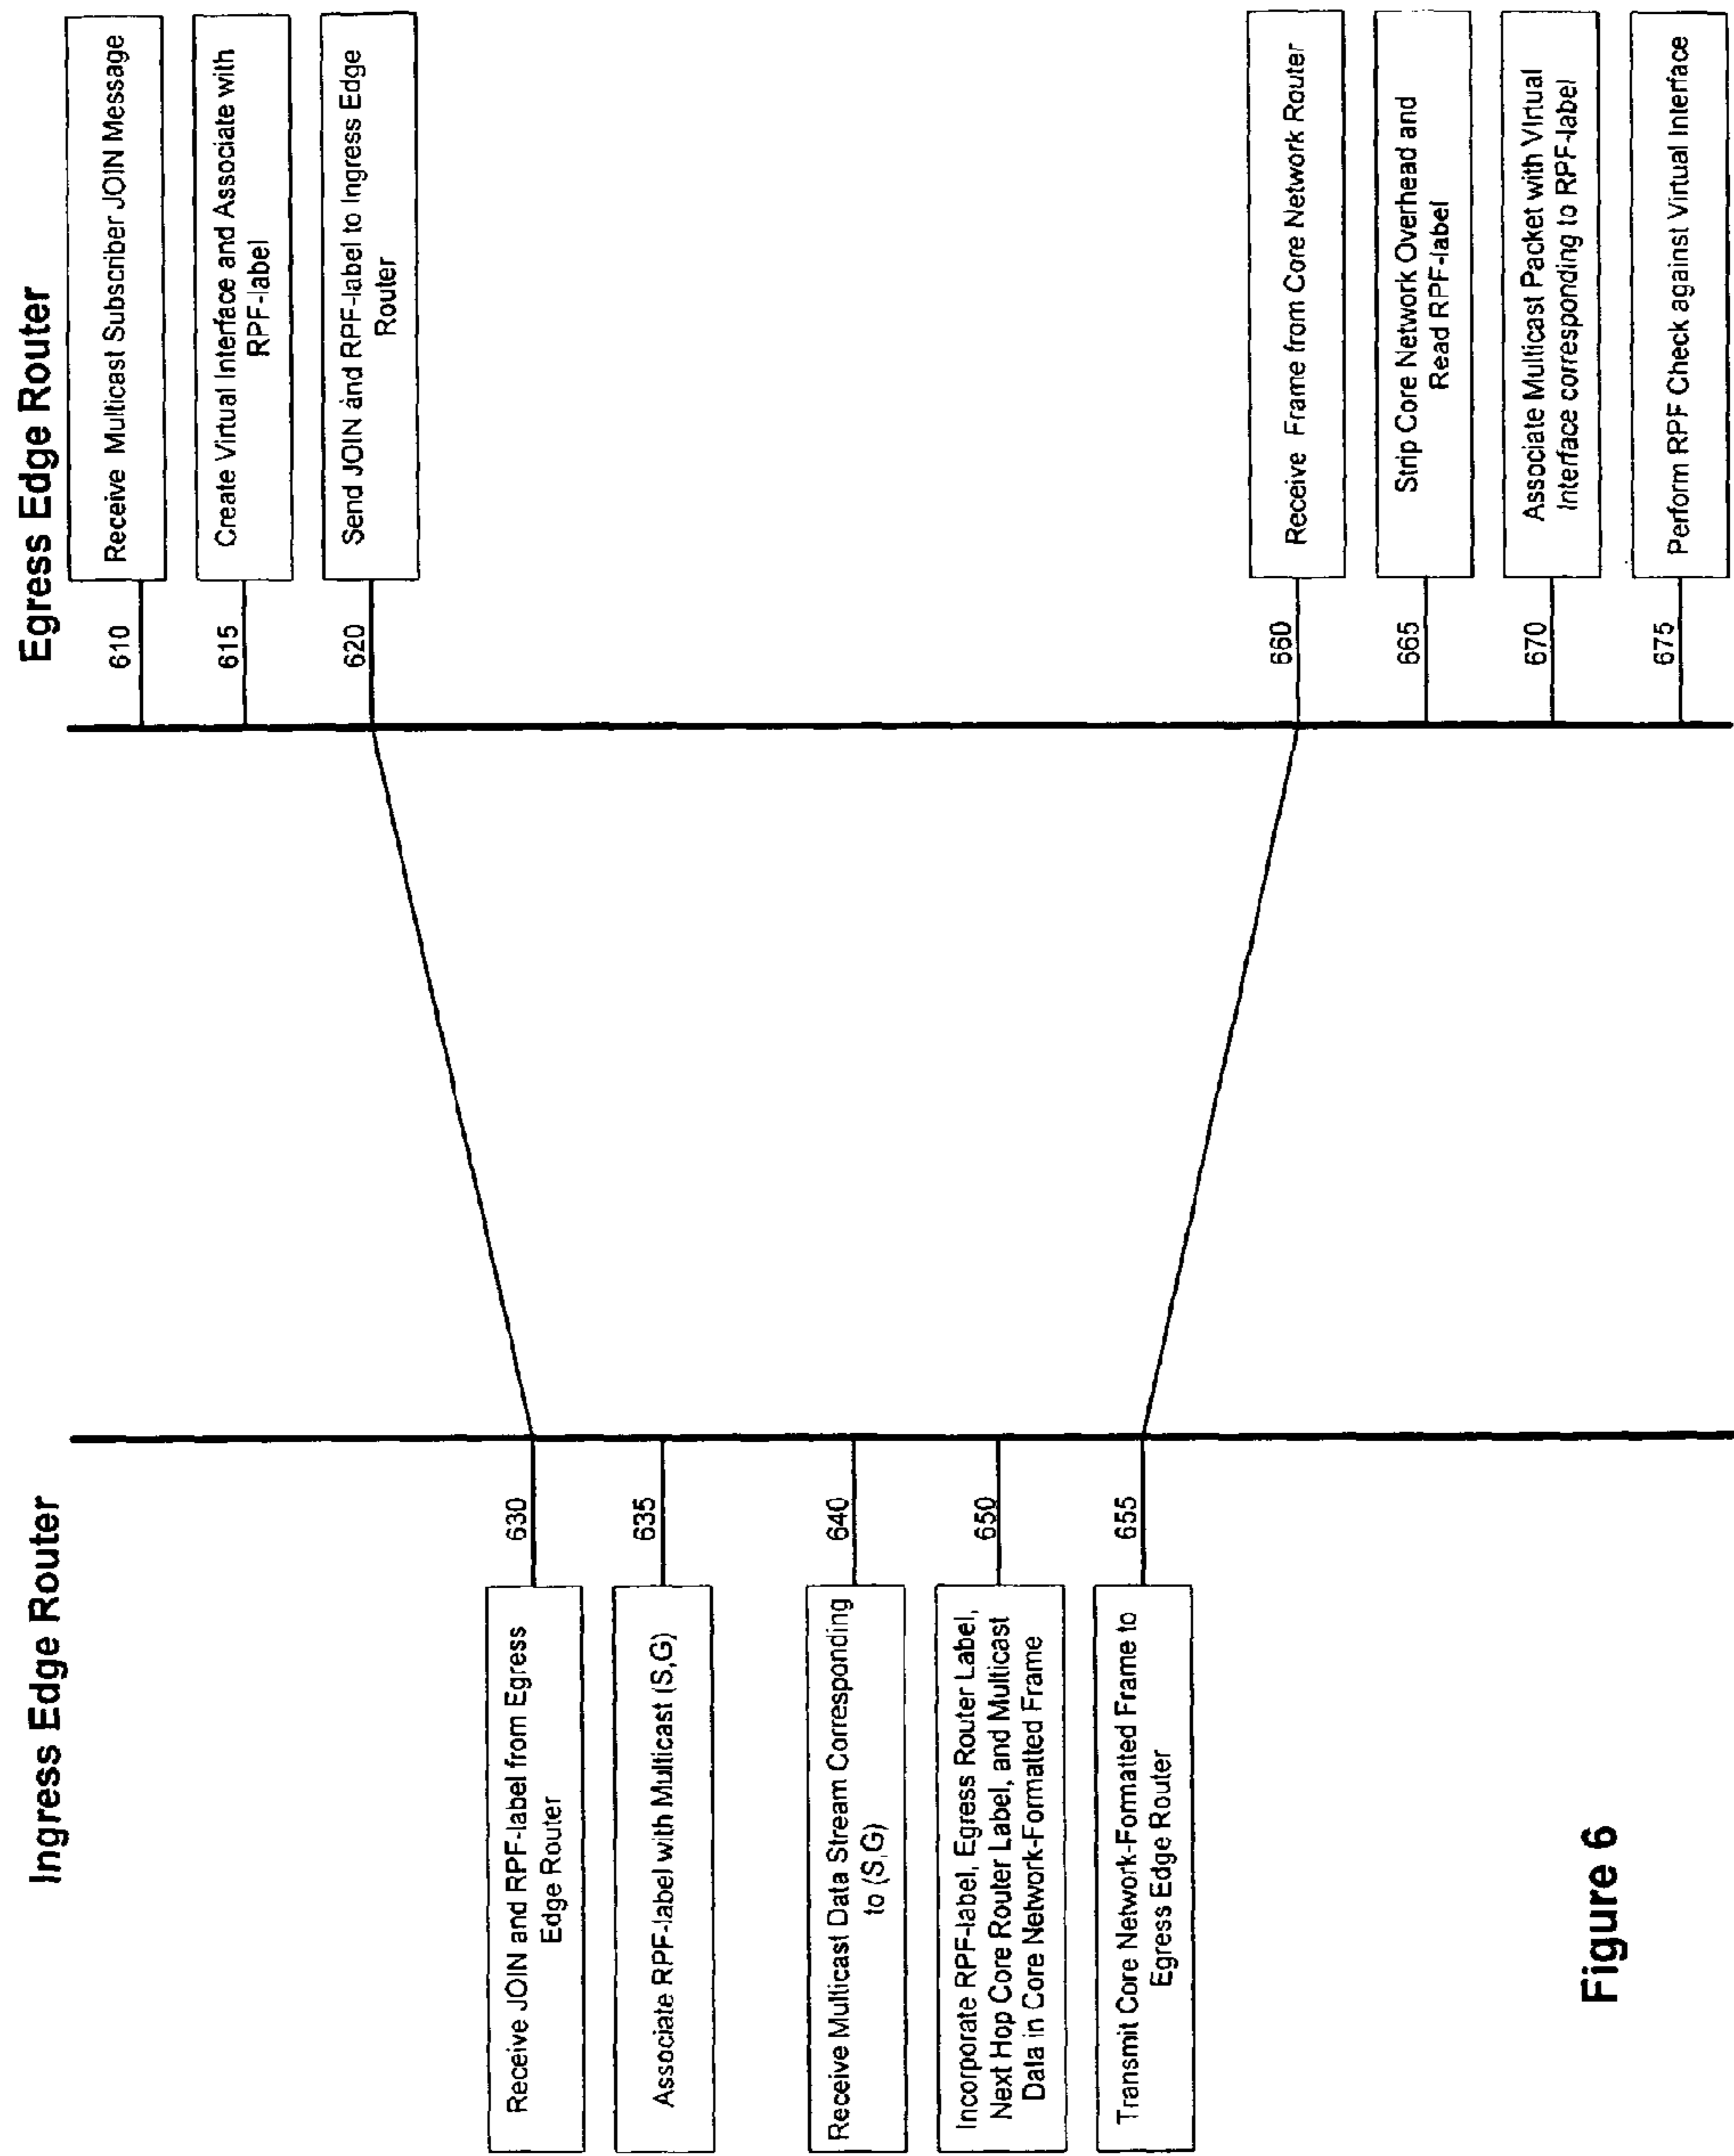 Ingress Edge Router
Egress Edge Router
610
Receive Multicast Subscriber JOIN Message
615
Create Virtual Interface and Associate with
RPF-label
620
Send JOIN and RPF-label to Ingress Edge
Router
Receive JOIN and RPF-label from Egress
Edge Router
630
Associate RPF-label with Multicast (S,G)
635
Receive Multicast Data Stream Corresponding
to (S,G)
640
Incorporate RPF-label, Egress Router Label,
Next Hop Core Router Label, and Multicast
Data in Core Network-Formatted Frame
650
Transmit Core Network-Formatted Frame to
Egress Edge Router
655
660
Receive Frame from Core Network Router
665
Strip Core Network Overhead and
Read RPF-label
670
Associate Multicast Packet with Virtual
Interface corresponding to RPF-label
675
Perform RPF Check against Virtual Interface
Figure 6